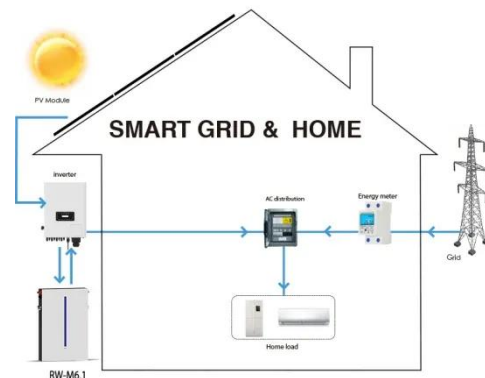 PV Module
SMART GRID & HOME
inverter
AC distribution
Energy meter
Grid
Home load
RW-M6.1